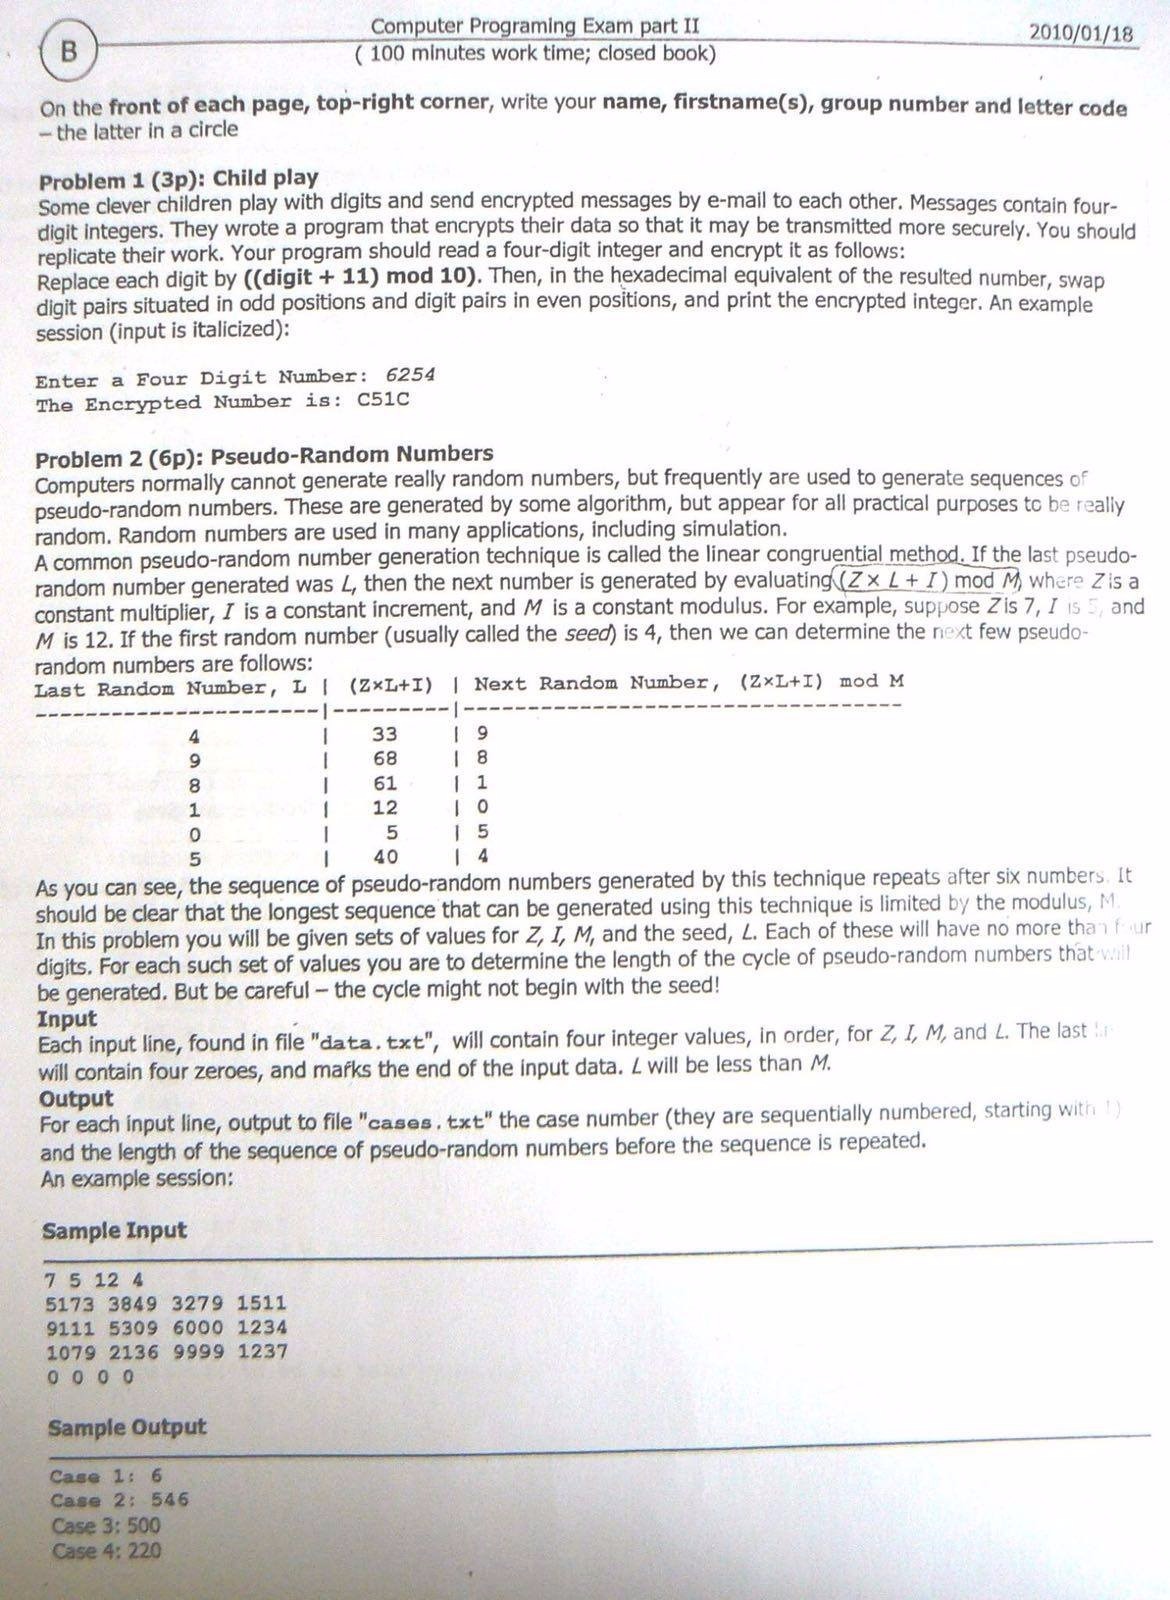 B
Computer Programing Exam part II
2010/01/18
( 100 minutes work time; closed book)
On the front of each page, top-right corner, write your name, firstname(s), group number and letter code
– the latter in a circle
Problem 1 (3p): Child play
Some clever children play with digits and send encrypted messages by e-mail to each other. Messages contain four-
digit integers. They wrote a program that encrypts their data so that it may be transmitted more securely. You should
replicate their work. Your program should read a four-digit integer and encrypt it as follows:
Replace each digit by ((digit + 11) mod 10). Then, in the hexadecimal equivalent of the resulted number, swap
digit pairs situated in odd positions and digit pairs in even positions, and print the encrypted integer. An example
session (input is italicized):
Enter a Four Digit Number: 6254
The Encrypted Number is: C51C
Problem 2 (6p): Pseudo-Random Numbers
Computers normally cannot generate really random numbers, but frequently are used to generate sequences of
pseudo-random numbers. These are generated by some algorithm, but appear for all practical purposes to be really
random. Random numbers are used in many applications, including simulation.
A common pseudo-random number generation technique is called the linear congruential method. If the last pseudo-
random number generated was L, then the next number is generated by evaluating (Z × L + I ) mod M, where Z is a
constant multiplier, I is a constant increment, and M is a constant modulus. For example, suppose Z is 7, I is 5, and
M is 12. If the first random number (usually called the seed) is 4, then we can determine the next few pseudo-
random numbers are follows:
Last Random Number, L | (Z×L+I) | Next Random Number, (Z×L+I) mod M
----------------------|---------|-----------------------------------
4 | 33 | 9
9 | 68 | 8
8 | 61 | 1
1 | 12 | 0
0 | 5 | 5
5 | 40 | 4
As you can see, the sequence of pseudo-random numbers generated by this technique repeats after six numbers. It
should be clear that the longest sequence that can be generated using this technique is limited by the modulus, M.
In this problem you will be given sets of values for Z, I, M, and the seed, L. Each of these will have no more than four
digits. For each such set of values you are to determine the length of the cycle of pseudo-random numbers that will
be generated. But be careful – the cycle might not begin with the seed!
Input
Each input line, found in file "data.txt", will contain four integer values, in order, for Z, I, M, and L. The last
will contain four zeroes, and marks the end of the input data. L will be less than M.
Output
For each input line, output to file "cases.txt" the case number (they are sequentially numbered, starting with 1)
and the length of the sequence of pseudo-random numbers before the sequence is repeated.
An example session:
Sample Input
7 5 12 4
5173 3849 3279 1511
9111 5309 6000 1234
1079 2136 9999 1237
0 0 0 0
Sample Output
Case 1: 6
Case 2: 546
Case 3: 500
Case 4: 220